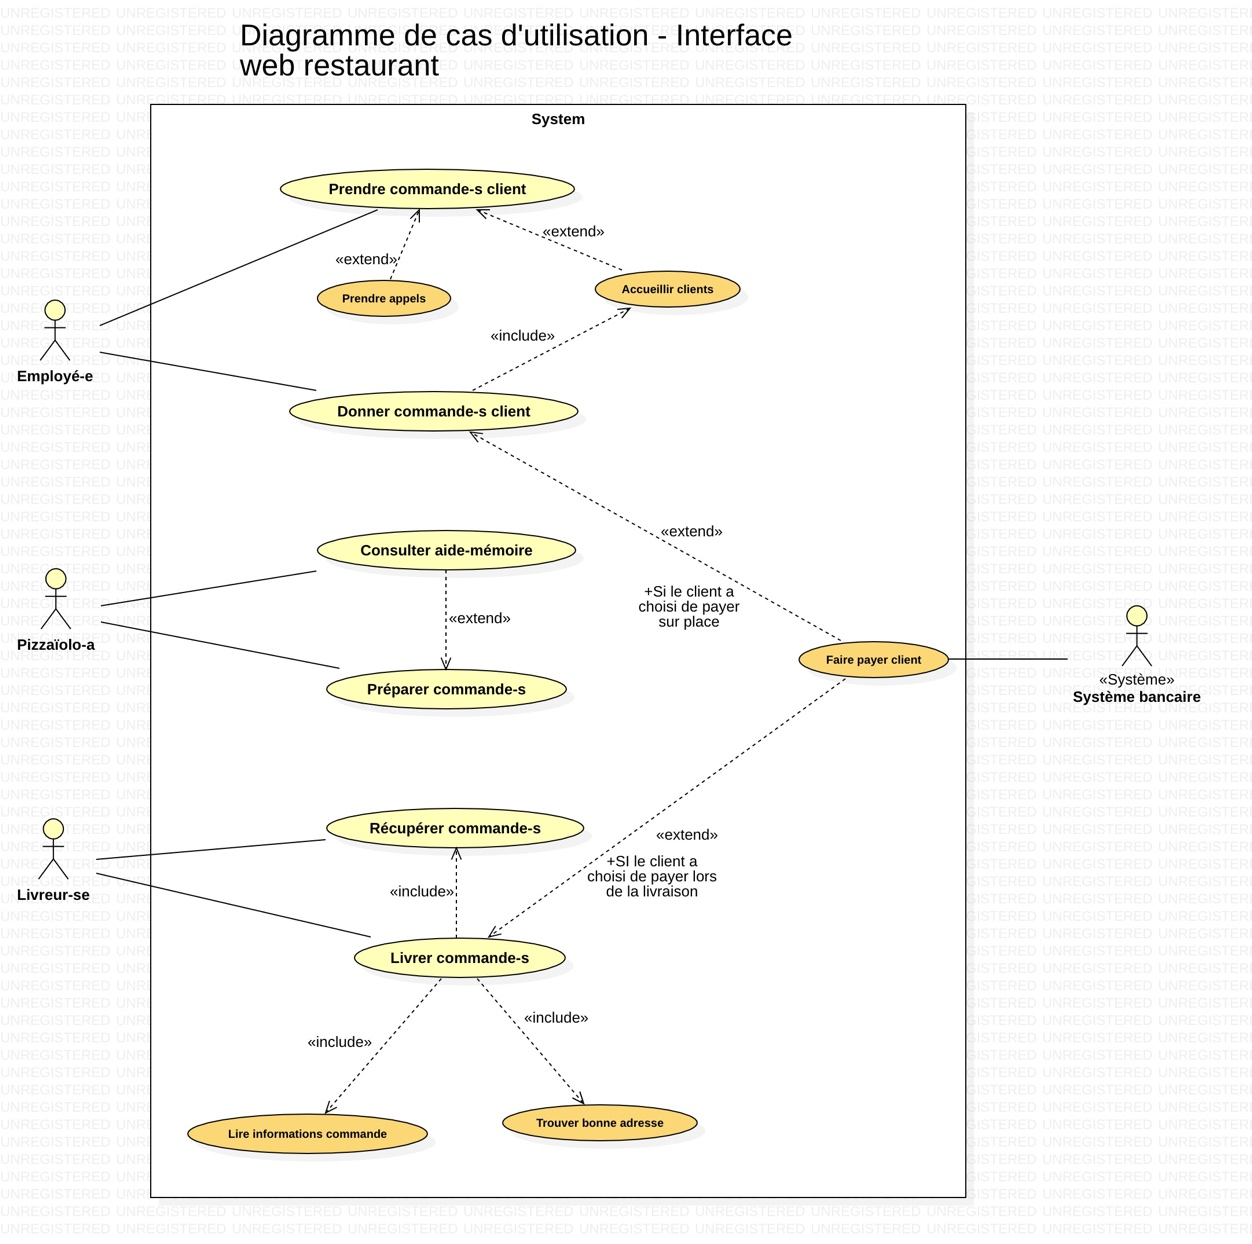 Diagramme de cas d'utilisation - Interface
web restaurant
System
Prendre commande-s client
«extend»
«extend»
Prendre appels
Accueillir clients
«include»
Employé-e
Donner commande-s client
«extend»
Consulter aide-mémoire
+Si le client a
choisi de payer
sur place
«extend»
Pizzaïolo-a
Faire payer client
«Système»
Système bancaire
Préparer commande-s
Récupérer commande-s
«extend»
+SI le client a
choisi de payer lors
de la livraison
«include»
Livreur-se
Livrer commande-s
«include»
«include»
Trouver bonne adresse
Lire informations commande
UNREGISTERED